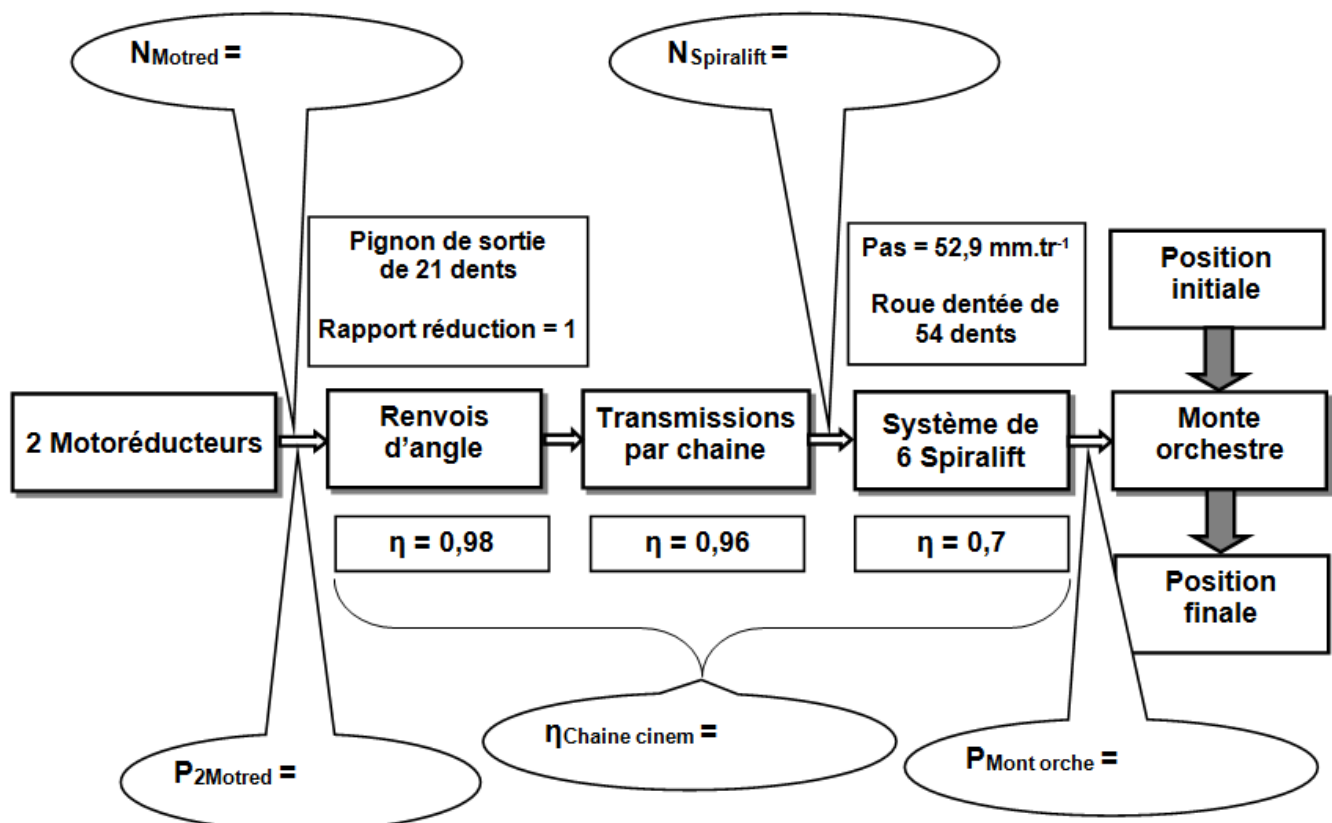 NMotred =
NSpiralift =
Pignon de sortie
de 21 dents
Rapport réduction = 1
Pas = 52,9 mm.tr-1
Roue dentée de
54 dents
Position
initiale
2 Motoréducteurs
Renvois
d'angle
Transmissions
par chaine
Système de
6 Spiralift
Monte
orchestre
η = 0,98
η = 0,96
η = 0,7
Position
finale
ηChaine cinem =
P2Motred =
PMont orche =